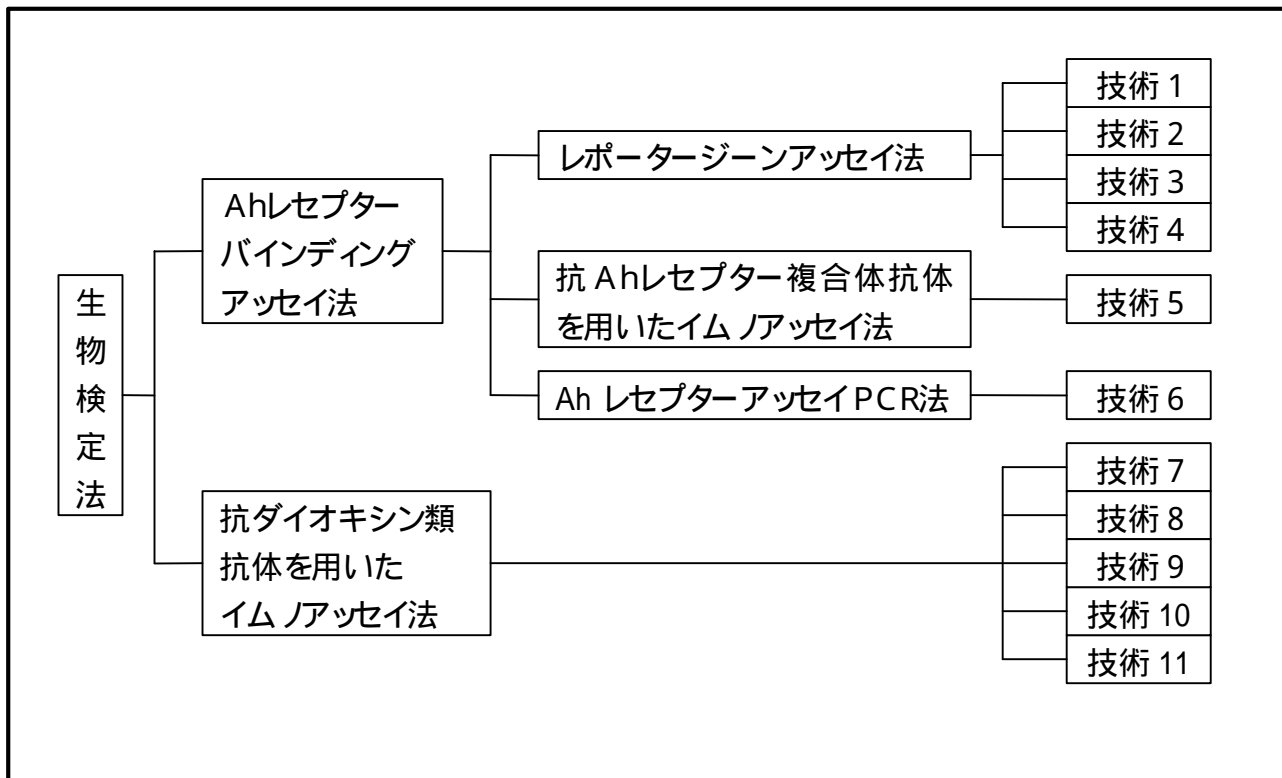 生物検定法
Ahレセプター
バインディング
アッセイ法
抗ダイオキシン類
抗体を用いた
イムノアッセイ法
レポータージーンアッセイ法
抗Ahレセプター複合体抗体
を用いたイムノアッセイ法
Ah レセプターアッセイPCR法
技術 1
技術 2
技術 3
技術 4
技術 5
技術 6
技術 7
技術 8
技術 9
技術 10
技術 11